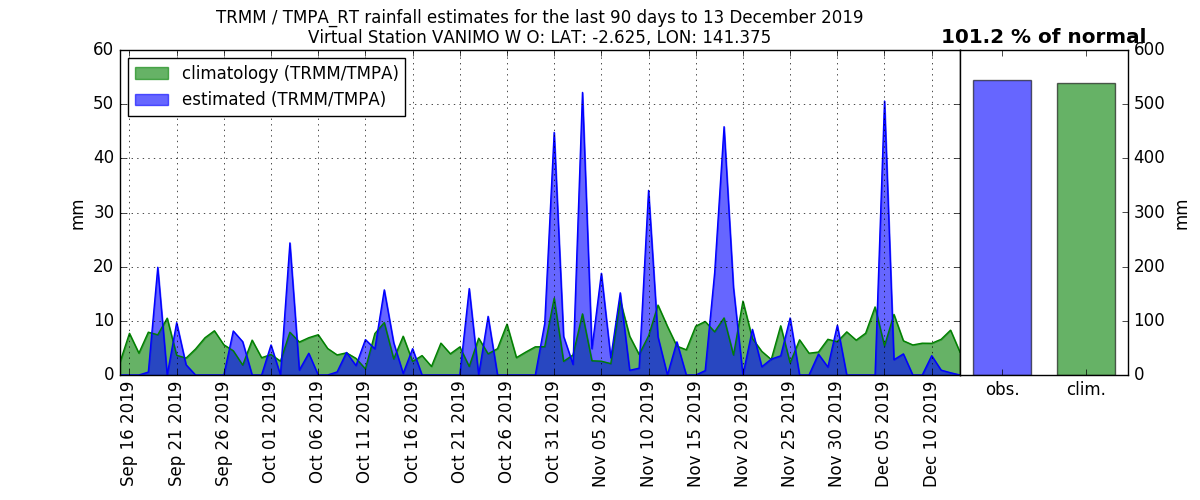 TRMM / TMPA_RT rainfall estimates for the last 90 days to 13 December 2019
Virtual Station VANIMO W O: LAT: -2.625, LON: 141.375
101.2 % of normal
climatology (TRMM/TMPA)
estimated (TRMM/TMPA)
60
50
40
30
20
10
0
mm
Sep 16 2019
Sep 21 2019
Sep 26 2019
Oct 01 2019
Oct 06 2019
Oct 11 2019
Oct 16 2019
Oct 21 2019
Oct 26 2019
Oct 31 2019
Nov 05 2019
Nov 10 2019
Nov 15 2019
Nov 20 2019
Nov 25 2019
Nov 30 2019
Dec 05 2019
Dec 10 2019
obs.
clim.
600
500
400
300
200
100
0
mm